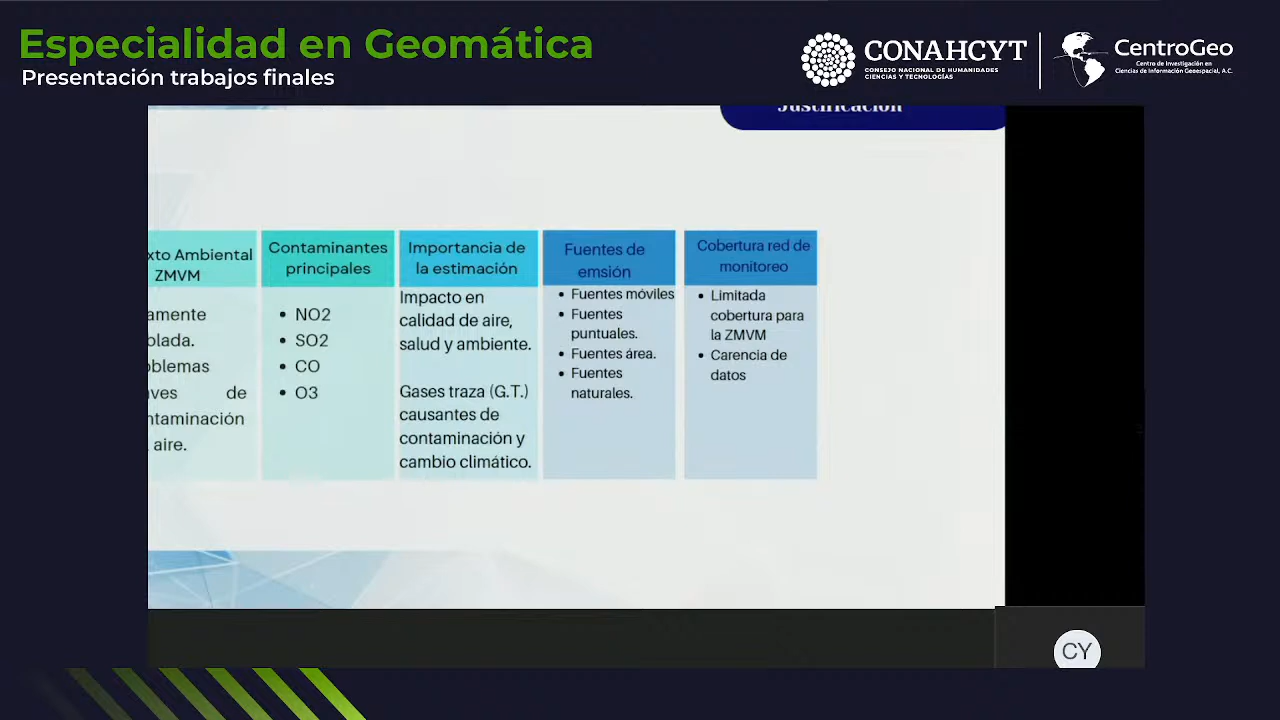 Especialidad en Geomática
Presentación trabajos finales
CONAHCYT
CONSEJO NACIONAL DE HUMANIDADES
CIENCIAS Y TECNOLOGÍAS
CentroGeo
Centro de Investigación en
Ciencias de Información Geoespacial, A.C.
Justificación
xto Ambiental
ZMVM
amente
olada.
oblemas
aves de
ntaminación
aire.
Contaminantes
principales
• NO2
• SO2
• CO
• O3
Importancia de
la estimación
Impacto en
calidad de aire,
salud y ambiente.
Gases traza (G.T.)
causantes de
contaminación y
cambio climático.
Fuentes de
emsión
• Fuentes móviles
• Fuentes
puntuales.
• Fuentes área.
• Fuentes
naturales.
Cobertura red de
monitoreo
• Limitada
cobertura para
la ZMVM
• Carencia de
datos
CY